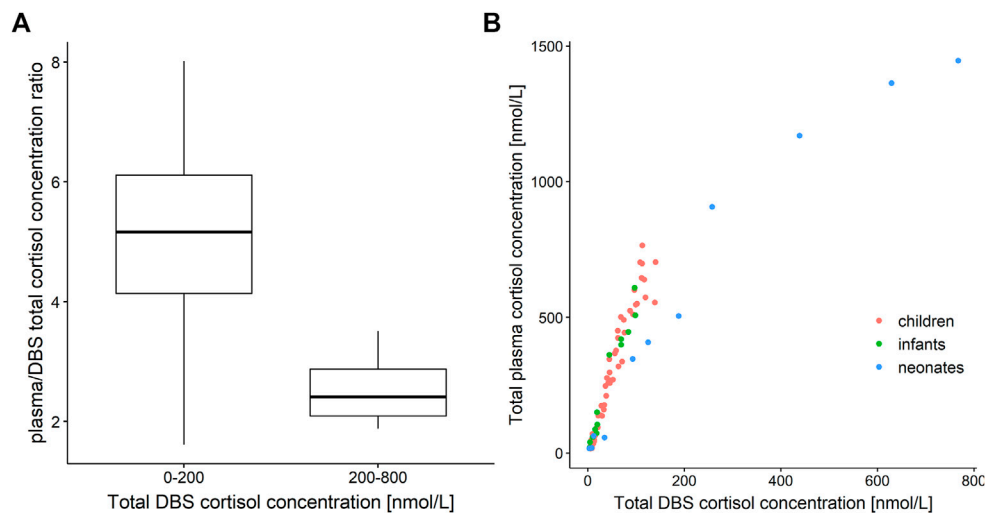 A
plasma/DBS total cortisol concentration ratio
8
6
4
2
0-200
200-800
Total DBS cortisol concentration [nmol/L]
B
Total plasma cortisol concentration [nmol/L]
1500
1000
500
0
0
200
400
600
800
Total DBS cortisol concentration [nmol/L]
children
infants
neonates